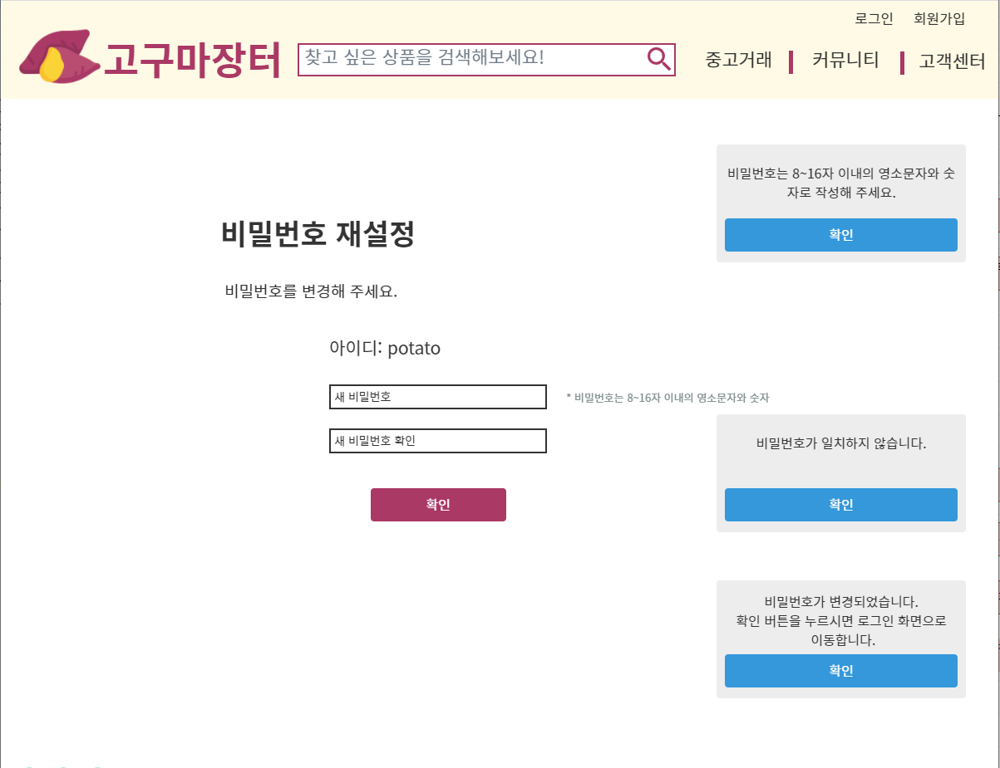 로그인 회원가입
고구마장터
찾고 싶은 상품을 검색해보세요!
중고거래 커뮤니티 고객센터
비밀번호는 8~16자 이내의 영소문자와 숫
자로 작성해 주세요.
확인
비밀번호 재설정
비밀번호를 변경해 주세요.
아이디: potato
새 비밀번호
* 비밀번호는 8~16자 이내의 영소문자와 숫자
새 비밀번호 확인
비밀번호가 일치하지 않습니다.
확인
확인
비밀번호가 변경되었습니다.
확인 버튼을 누르시면 로그인 화면으로
이동합니다.
확인